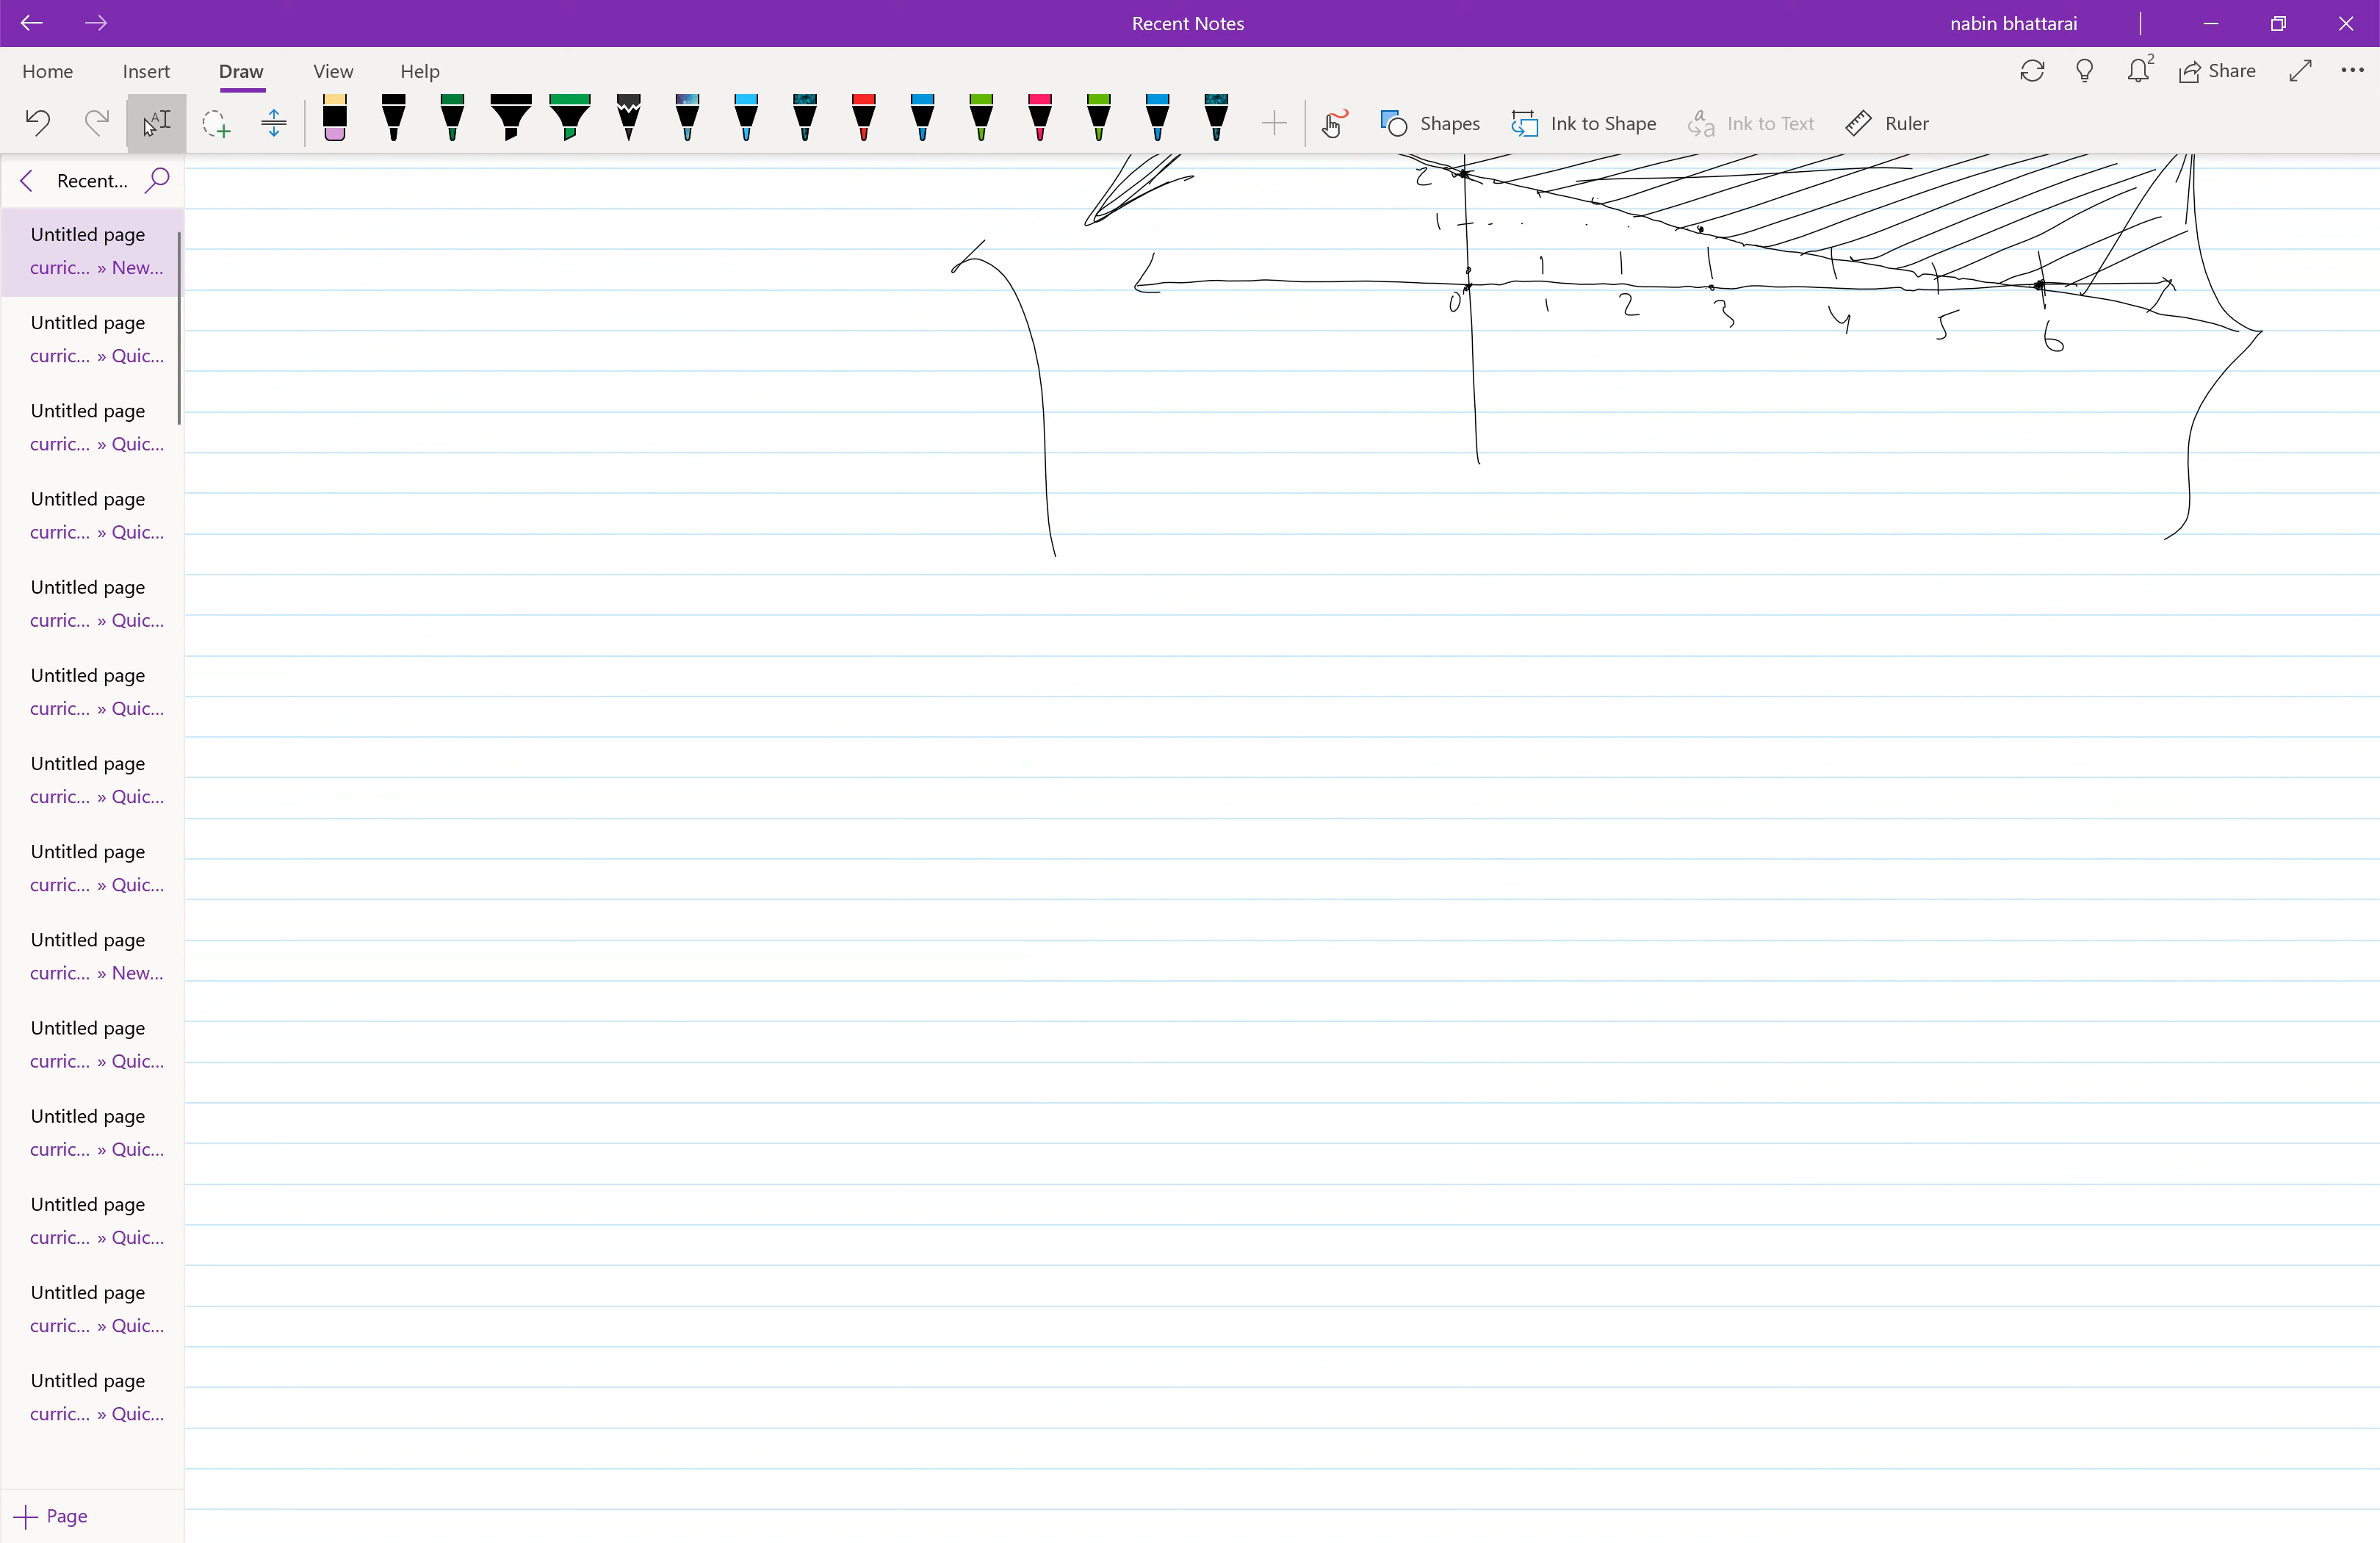 Recent Notes nabin bhattarai
Home Insert Draw View Help 2 Share
Shapes Ink to Shape Ink to Text Ruler
Recent...
Untitled page
curric... » New...
Untitled page
curric... » Quic...
Untitled page
curric... » Quic...
Untitled page
curric... » Quic...
Untitled page
curric... » Quic...
Untitled page
curric... » Quic...
Untitled page
curric... » Quic...
Untitled page
curric... » Quic...
Untitled page
curric... » New...
Untitled page
curric... » Quic...
Untitled page
curric... » Quic...
Untitled page
curric... » Quic...
Untitled page
curric... » Quic...
Untitled page
curric... » Quic...
Page
2
1
0 1 2 3 4 5 6